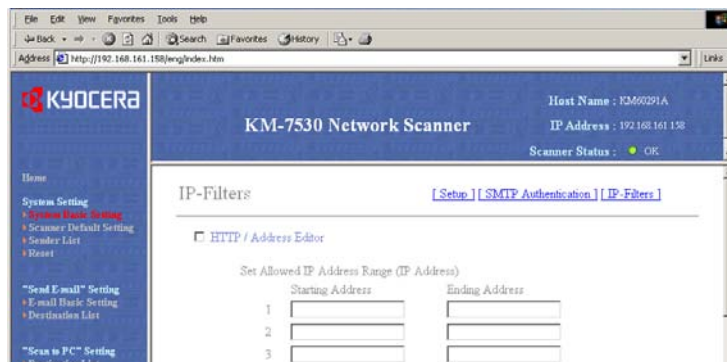 File Edit View Favorites Tools Help
Back Search Favorites History
Address http://192.168.161.158/eng/index.htm Links
KYOCERA
KM-7530 Network Scanner
Host Name : KM60291A
IP Address : 192.168.161.158
Scanner Status : OK
Home
System Setting
System Basic Setting
Scanner Default Setting
Sender List
Reset
"Send E-mail" Setting
E-mail Basic Setting
Destination List
"Scan to PC" Setting
IP-Filters
[ Setup ] [ SMTP Authentication ] [ IP-Filters ]
HTTP / Address Editor
Set Allowed IP Address Range (IP Address)
Starting Address Ending Address
1
2
3